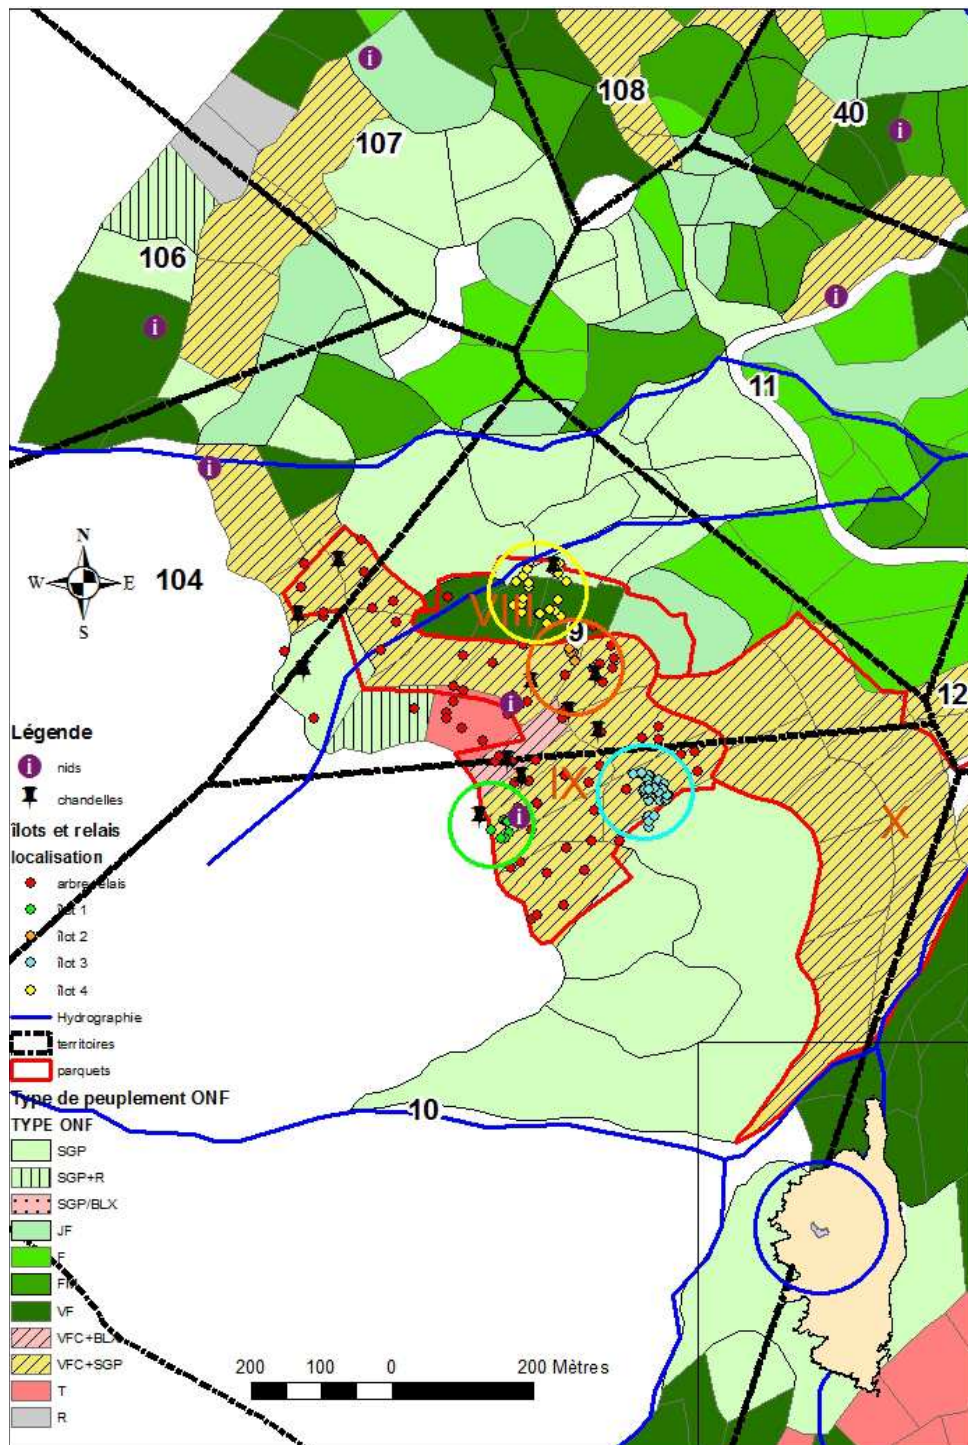 108
40
107
106
11
N
W E
S
104
VIII
9
12
IX
X
Légende
nids
chandelles
îlots et relais
localisation
arbre relais
îlot 1
îlot 2
îlot 3
îlot 4
Hydrographie
territoires
parquets
Type de peuplement ONF
TYPE ONF
SGP
SGP+R
SGP/BLX
JF
F
VF
VFC+BLX
VFC+SGP
T
R
10
200 100 0 200 Mètres